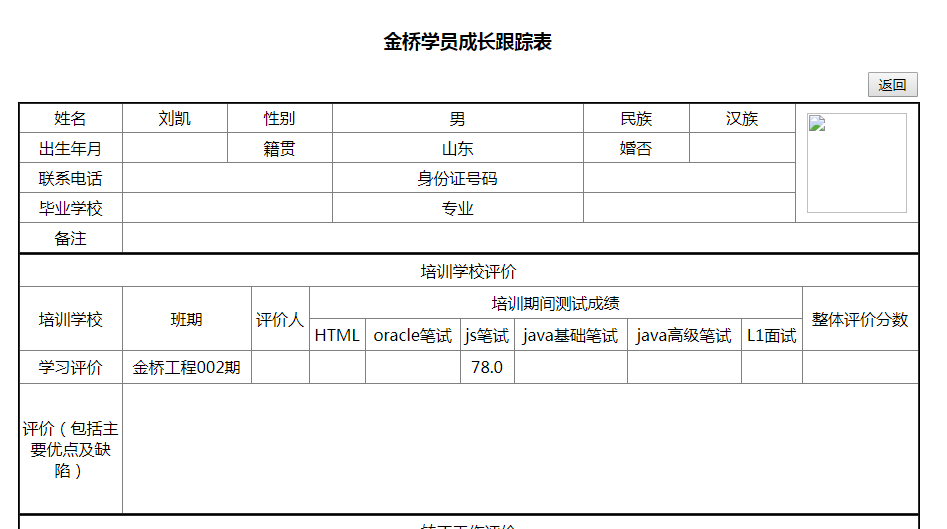 金桥学员成长跟踪表
返回
姓名 刘凯 性别 男 民族 汉族
出生年月 籍贯 山东 婚否
联系电话 身份证号码
毕业学校 专业
备注
培训学校评价
培训学校 班期 评价人 培训期间测试成绩 整体评价分数
HTML oracle笔试 js笔试 java基础笔试 java高级笔试 L1面试
学习评价 金桥工程002期 78.0
评价（包括主
要优点及缺
陷）